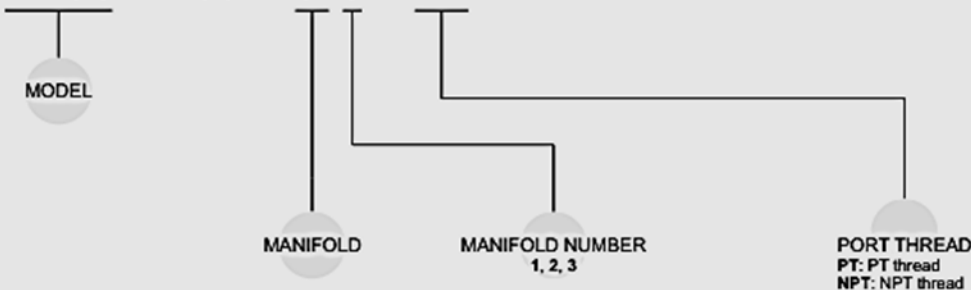 MODEL
MANIFOLD
MANIFOLD NUMBER
1, 2, 3
PORT THREAD
PT: PT thread
NPT: NPT thread